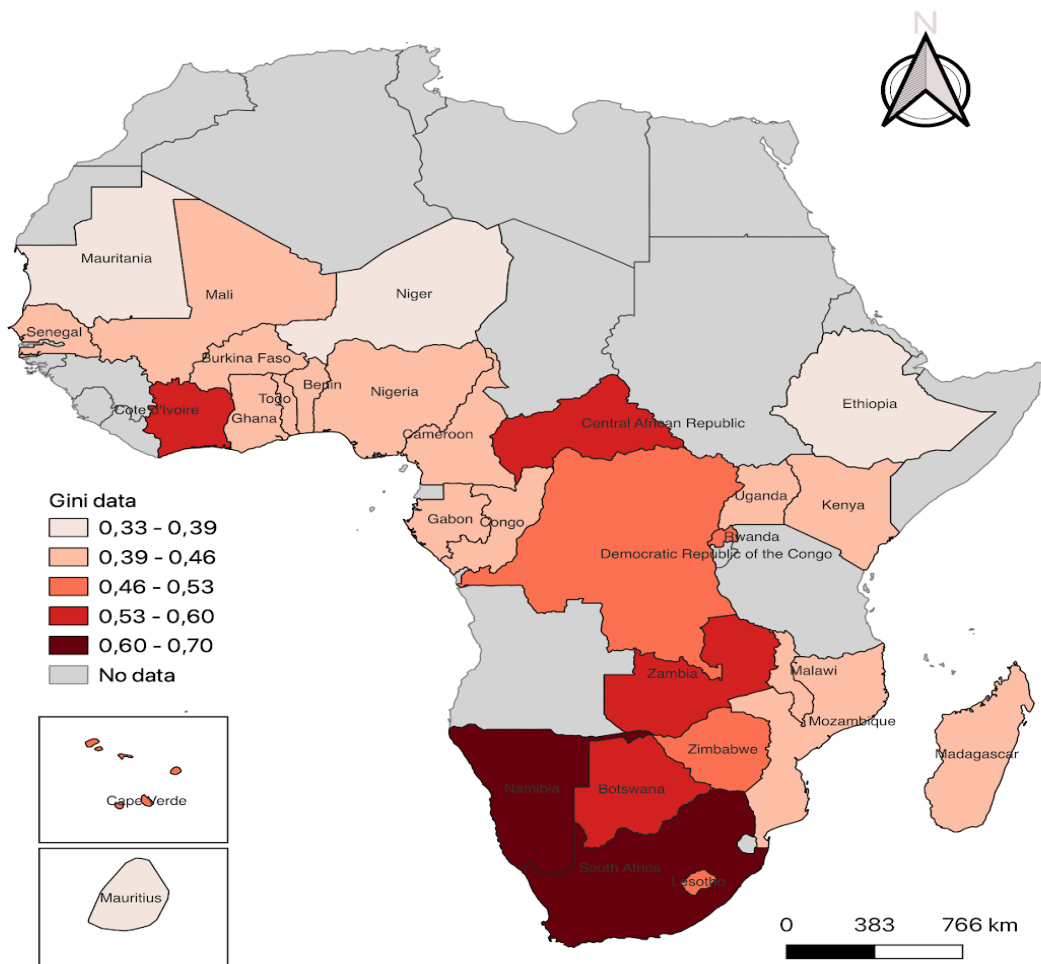 N
Mauritania
Mali
Niger
Senegal
Burkina Faso
Benin
Nigeria
Togo
Ghana
Cote d'Ivoire
Cameroon
Central African Republic
Ethiopia
Gabon
Congo
Uganda
Kenya
Rwanda
Democratic Republic of the Congo
Gini data
0,33 - 0,39
0,39 - 0,46
0,46 - 0,53
0,53 - 0,60
0,60 - 0,70
No data
Zambia
Malawi
Mozambique
Zimbabwe
Madagascar
Namibia
Botswana
South Africa
Lesotho
Cape Verde
Mauritius
0 383 766 km